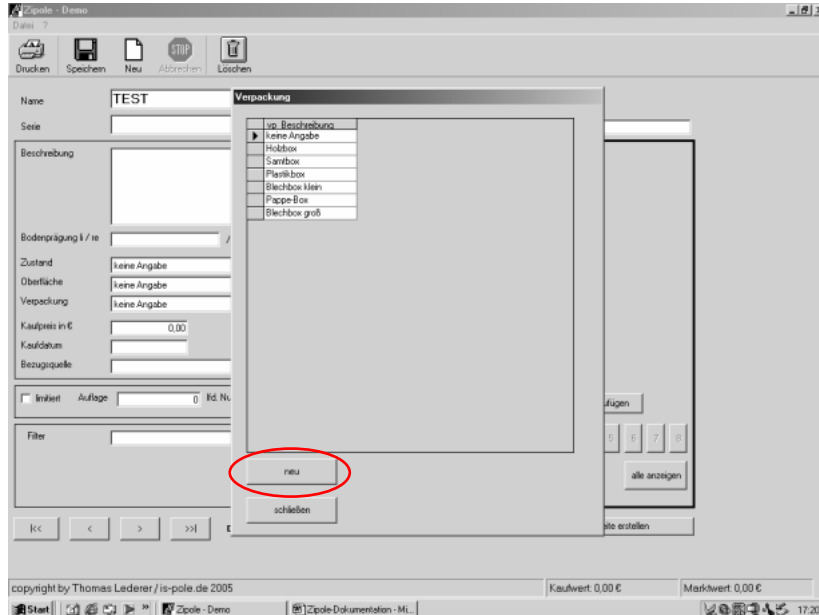 Zipole - Demo
Datei ?
Drucken Speichern Neu Abbrechen Löschen
STOP
Name TEST
Serie
Beschreibung
Bodenprägung li / re /
Zustand keine Angabe
Oberfläche keine Angabe
Verpackung keine Angabe
Kaufpreis in € 0,00
Kaufdatum
Bezugsquelle
limitiert Auflage 0 lfd. Nu
Filter
Verpackung
vp_Beschreibung
keine Angabe
Holzbox
Samtbox
Plastikbox
Blechbox klein
Pappe-Box
Blechbox groß
neu
schließen
ufügen
5 6 7 8
alle anzeigen
|<< < > >>|
eite erstellen
copyright by Thomas Lederer / is-pole.de 2005 Kaufwert: 0,00 € Marktwert: 0,00 €
Start » Zipole - Demo Zipole-Dokumentation - Mi... 17:20